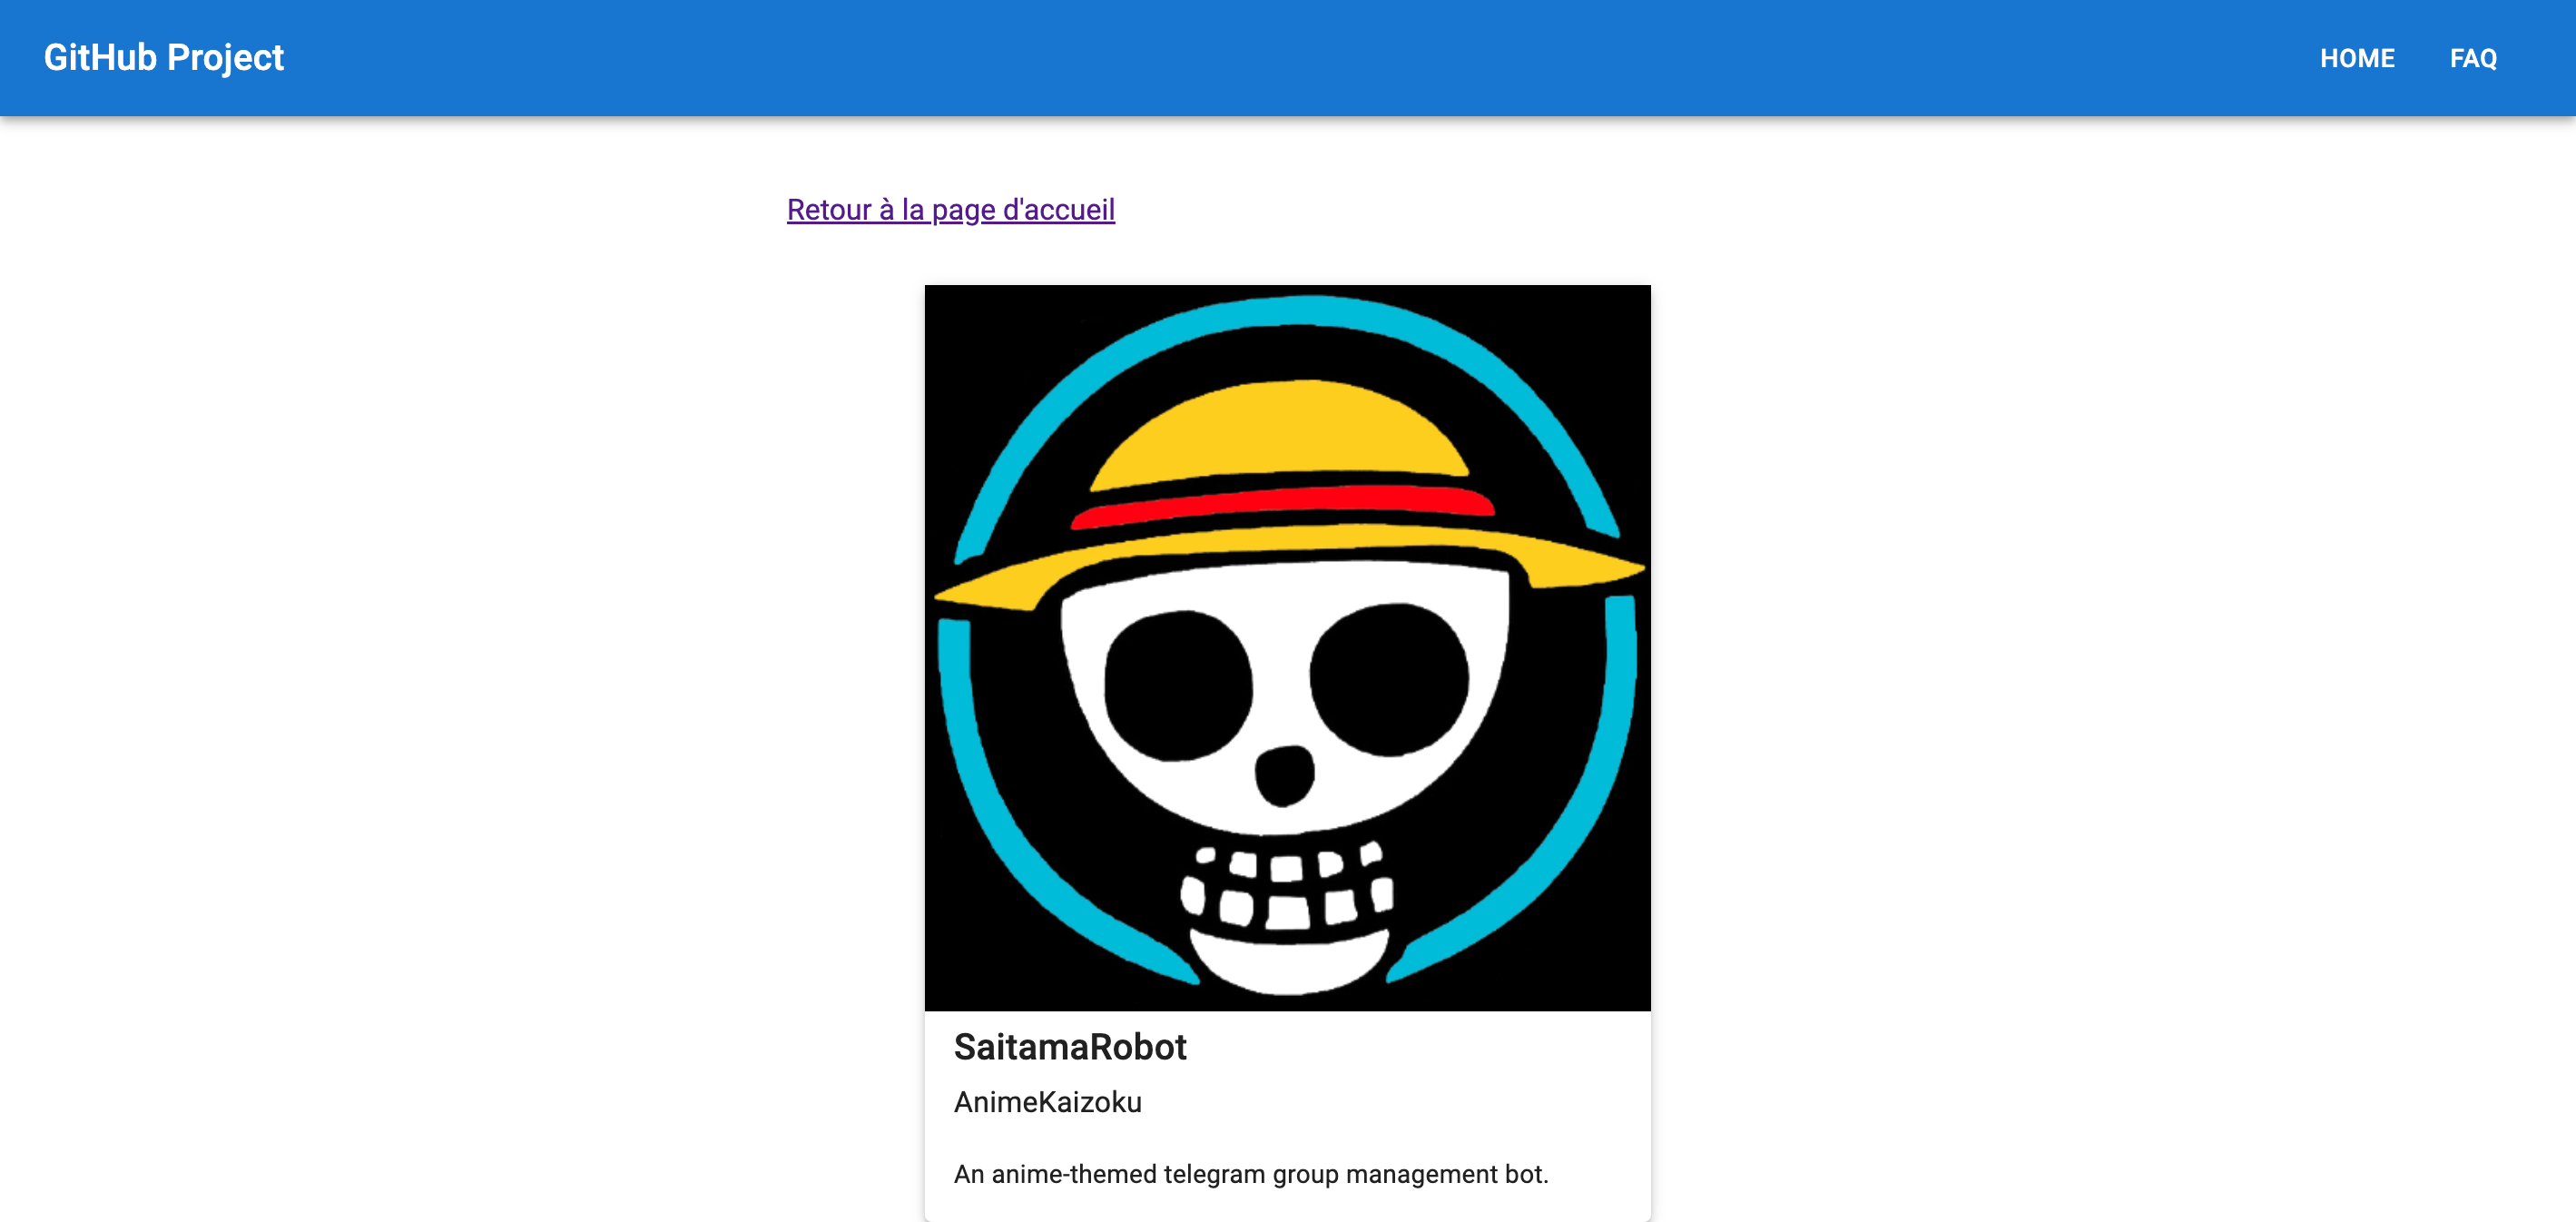 GitHub Project
HOME
FAQ
Retour à la page d'accueil
SaitamaRobot
AnimeKaizoku
An anime-themed telegram group management bot.